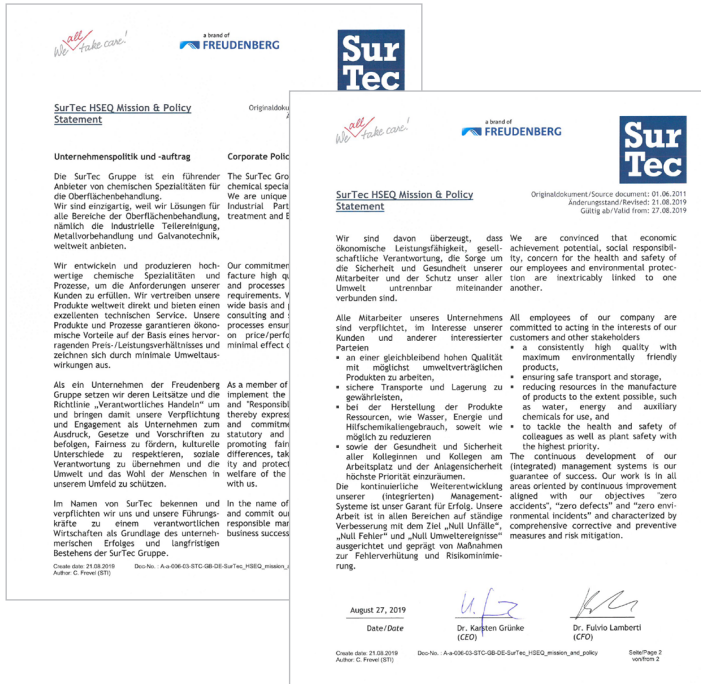 We all take care!
a brand of
FREUDENBERG
Sur
Tec
SurTec HSEQ Mission & Policy
Statement
Originaldoku
Unternehmenspolitik und -auftrag
Corporate Polic
Die SurTec Gruppe ist ein führender
Anbieter von chemischen Spezialitäten für
die Oberflächenbehandlung.
Wir sind einzigartig, weil wir Lösungen für
alle Bereiche der Oberflächenbehandlung,
nämlich die Industrielle Teilereinigung,
Metallvorbehandlung und Galvanotechnik,
weltweit anbieten.
The SurTec Gro
chemical specia
We are unique
Industrial Part
treatment and E
Wir entwickeln und produzieren hoch-
wertige chemische Spezialitäten und
Prozesse, um die Anforderungen unserer
Kunden zu erfüllen. Wir vertreiben unsere
Produkte weltweit direkt und bieten einen
exzellenten technischen Service. Unsere
Produkte und Prozesse garantieren ökono-
mische Vorteile auf der Basis eines hervor-
ragenden Preis-/Leistungsverhältnisses und
zeichnen sich durch minimale Umweltaus-
wirkungen aus.
Our commitmen
facture high qu
and processes
requirements. W
wide basis and
consulting and
processes ensur
on price/perfo
minimal effect
Als ein Unternehmen der Freudenberg
Gruppe setzen wir deren Leitsätze und die
Richtlinie „Verantwortliches Handeln“ um
und bringen damit unsere Verpflichtung
und Engagement als Unternehmen zum
Ausdruck, Gesetze und Vorschriften zu
befolgen, Fairness zu fördern, kulturelle
Unterschiede zu respektieren, soziale
Verantwortung zu übernehmen und die
Umwelt und das Wohl der Menschen in
unserem Umfeld zu schützen.
As a member of
implement the
and "Responsibl
thereby express
and commitme
statutory and
promoting fair
differences, tak
ity and protect
welfare of the
with us.
Im Namen von SurTec bekennen und
verpflichten wir uns und unsere Führungs-
kräfte zu einem verantwortlichen
Wirtschaften als Grundlage des unterneh-
merischen Erfolges und langfristigen
Bestehens der SurTec Gruppe.
In the name of
and commit our
responsible mar
business success
Create date: 21.08.2019
Doc-No. : A-a-036-03-STC-GB-DE-SurTec_HSEQ_mission_a
Author: C. Frevel (STI)
We all take care!
a brand of
FREUDENBERG
Sur
Tec
SurTec HSEQ Mission & Policy
Statement
Originaldokument/Source document: 01.06.2011
Änderungsstand/Revised: 21.08.2019
Gültig ab/Valid from: 27.08.2019
Wir sind davon überzeugt, dass
ökonomische Leistungsfähigkeit, gesell-
schaftliche Verantwortung, die Sorge um
die Sicherheit und Gesundheit unserer
Mitarbeiter und der Schutz unser aller
Umwelt untrennbar miteinander
verbunden sind.
We are convinced that economic
achievement potential, social responsibil-
ity, concern for the health and safety of
our employees and environmental protec-
tion are inextricably linked to one
another.
Alle Mitarbeiter unseres Unternehmens
sind verpflichtet, im Interesse unserer
Kunden und anderer interessierter
Parteien
▪ an einer gleichbleibend hohen Qualität
mit möglichst umweltverträglichen
Produkten zu arbeiten,
▪ sichere Transporte und Lagerung zu
gewährleisten,
▪ bei der Herstellung der Produkte
Ressourcen, wie Wasser, Energie und
Hilfschemikaliengebrauch, soweit wie
möglich zu reduzieren
▪ sowie der Gesundheit und Sicherheit
aller Kolleginnen und Kollegen am
Arbeitsplatz und der Anlagensicherheit
höchste Priorität einzuräumen.
Die kontinuierliche Weiterentwicklung
unserer (integrierten) Management-
Systeme ist unser Garant für Erfolg. Unsere
Arbeit ist in allen Bereichen auf ständige
Verbesserung mit dem Ziel „Null Unfälle“,
„Null Fehler“ und „Null Umweltereignisse“
ausgerichtet und geprägt von Maßnahmen
zur Fehlerverhütung und Risikominimie-
rung.
All employees of our company are
committed to acting in the interests of our
customers and other stakeholders
▪ a consistently high quality with
maximum environmentally friendly
products,
▪ ensuring safe transport and storage,
▪ reducing resources in the manufacture
of products to the extent possible, such
as water, energy and auxiliary
chemicals for use, and
▪ to tackle the health and safety of
colleagues as well as plant safety with
the highest priority.
The continuous development of our
(integrated) management systems is our
guarantee of success. Our work is in all
areas oriented by continuous improvement
aligned with our objectives "zero
accidents", "zero defects" and "zero envi-
ronmental incidents" and characterized by
comprehensive corrective and preventive
measures and risk mitigation.
August 27, 2019
Date/Date
Dr. Karsten Grünke
(CEO)
Dr. Fulvio Lamberti
(CFO)
Create date: 21.08.2019
Doc-No. : A-a-036-03-STC-GB-DE-SurTec_HSEQ_mission_and_policy
Seite/Page 2
Author: C. Frevel (STI)
von/from 2